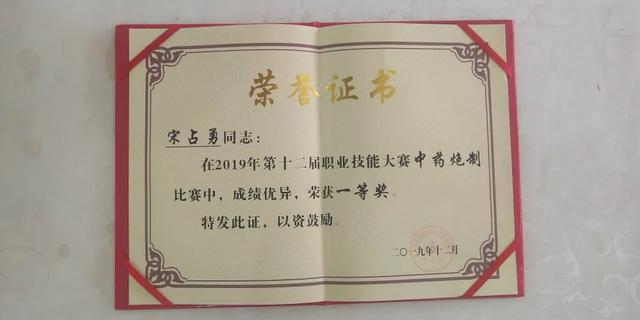 荣誉证书
宋占勇同志：
在2019年第十二届职业技能大赛中药炮制
比赛中，成绩优异，荣获一等奖。
特发此证，以资鼓励。
二〇一九年十二月